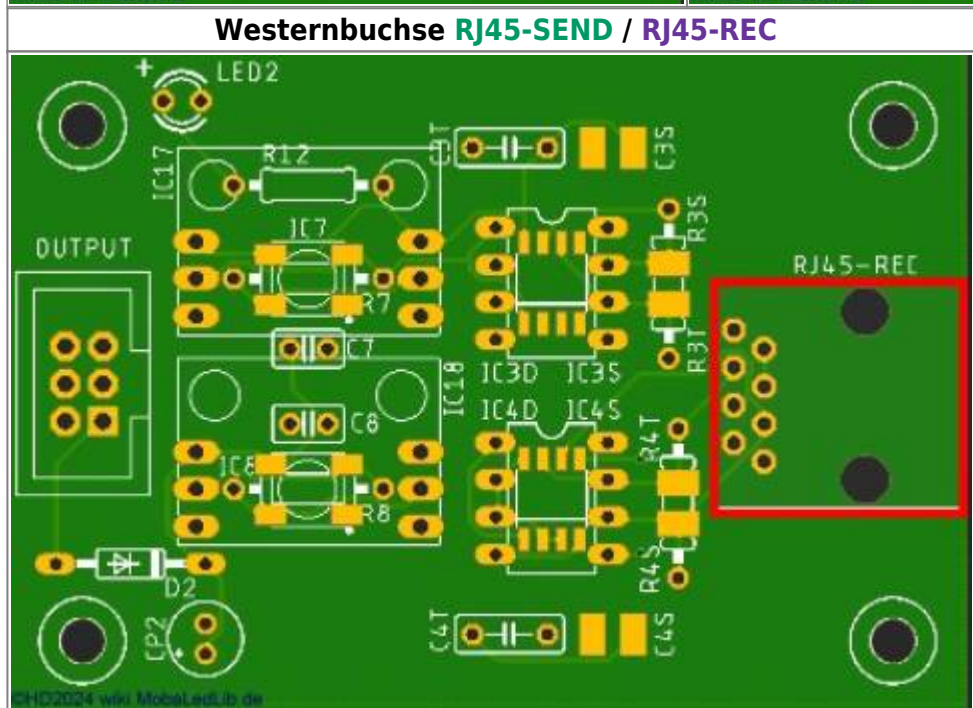 Westernbuchse RJ45-SEND / RJ45-REC
+ LED2
IC17
R12
C3T
C3S
IC7
R3S
OUTPUT
RJ45-REC
R7
C7
R3T
IC3D IC3S
IC18
IC4D IC4S
C8
R4T
IC8
R8
R4S
D2
CP2
C4T
C4S
©HD2024 wiki MobaLedLib de